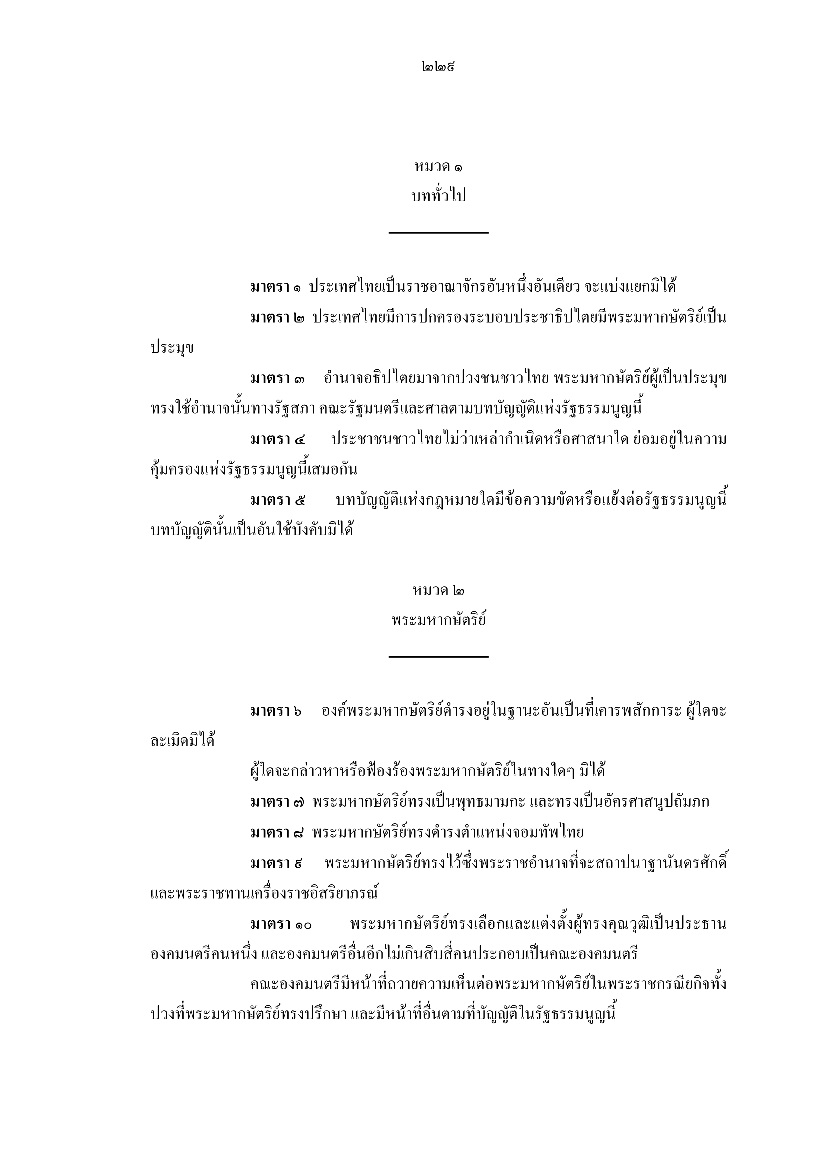 ๒๒๕
หมวด ๑
บททั่วไป
มาตรา ๑ ประเทศไทยเป็นราชอาณาจักรอันหนึ่งอันเดียว จะแบ่งแยกมิได้
มาตรา ๒ ประเทศไทยมีการปกครองระบอบประชาธิปไตยมีพระมหากษัตริย์เป็น
ประมุข
มาตรา ๓ อำนาจอธิปไตยมาจากปวงชนชาวไทย พระมหากษัตริย์ผู้เป็นประมุข
ทรงใช้อำนาจนั้นทางรัฐสภา คณะรัฐมนตรีและศาลตามบทบัญญัติแห่งรัฐธรรมนูญนี้
มาตรา ๔ ประชาชนชาวไทยไม่ว่าเหล่ากำเนิดหรือศาสนาใด ย่อมอยู่ในความ
คุ้มครองแห่งรัฐธรรมนูญนี้เสมอกัน
มาตรา ๕ บทบัญญัติแห่งกฎหมายใดมีข้อความขัดหรือแย้งต่อรัฐธรรมนูญนี้
บทบัญญัตินั้นเป็นอันใช้บังคับมิได้
หมวด ๒
พระมหากษัตริย์
มาตรา ๖ องค์พระมหากษัตริย์ดำรงอยู่ในฐานะอันเป็นที่เคารพสักการะ ผู้ใดจะ
ละเมิดมิได้
ผู้ใดจะกล่าวหาหรือฟ้องร้องพระมหากษัตริย์ในทางใดๆ มิได้
มาตรา ๗ พระมหากษัตริย์ทรงเป็นพุทธมามกะ และทรงเป็นอัครศาสนูปถัมภก
มาตรา ๘ พระมหากษัตริย์ทรงดำรงตำแหน่งจอมทัพไทย
มาตรา ๙ พระมหากษัตริย์ทรงไว้ซึ่งพระราชอำนาจที่จะสถาปนาฐานันดรศักดิ์
และพระราชทานเครื่องราชอิสริยาภรณ์
มาตรา ๑๐ พระมหากษัตริย์ทรงเลือกและแต่งตั้งผู้ทรงคุณวุฒิเป็นประธาน
องคมนตรีคนหนึ่ง และองคมนตรีอื่นอีกไม่เกินสิบสี่คนประกอบเป็นคณะองคมนตรี
คณะองคมนตรีมีหน้าที่ถวายความเห็นต่อพระมหากษัตริย์ในพระราชกรณียกิจทั้ง
ปวงที่พระมหากษัตริย์ทรงปรึกษา และมีหน้าที่อื่นตามที่บัญญัติในรัฐธรรมนูญนี้